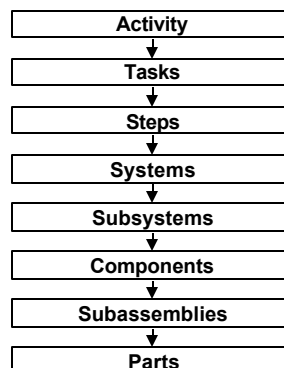 Activity
Tasks
Steps
Systems
Subsystems
Components
Subassemblies
Parts